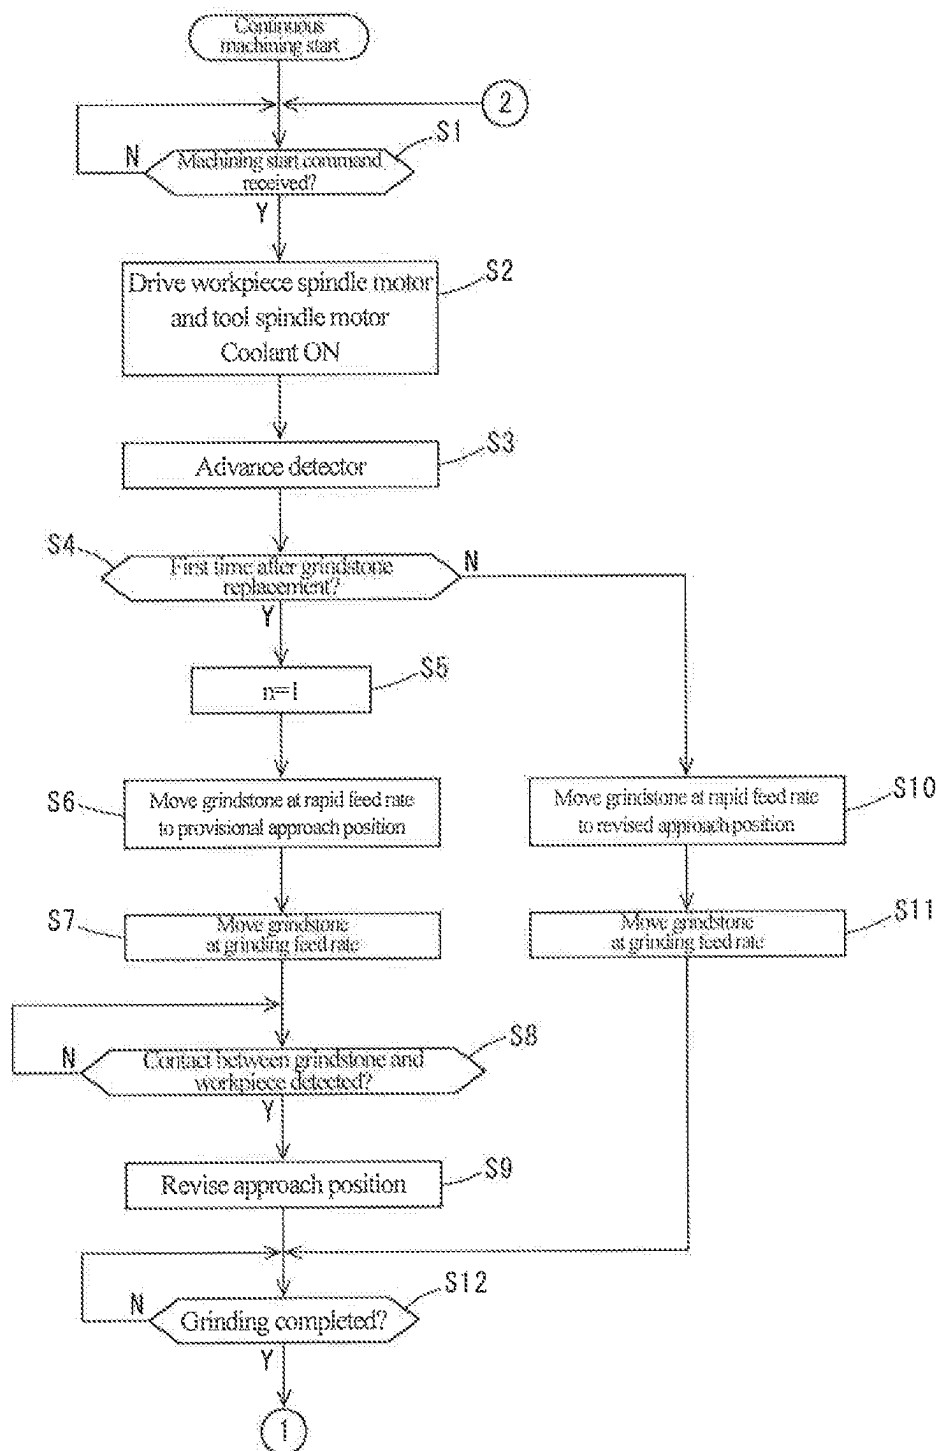 Continuous
machining start
2
S1
N
Machining start command
received?
Y
S2
Drive workpiece spindle motor
and tool spindle motor
Coolant ON
S3
Advance detector
S4
First time after grindstone
replacement?
N
Y
S5
n=1
S6
Move grindstone at rapid feed rate
to provisional approach position
S10
Move grindstone at rapid feed rate
to revised approach position
S7
Move grindstone
at grinding feed rate
S11
Move grindstone
at grinding feed rate
S8
N
Contact between grindstone and
workpiece detected?
Y
S9
Revise approach position
S12
N
Grinding completed?
Y
1